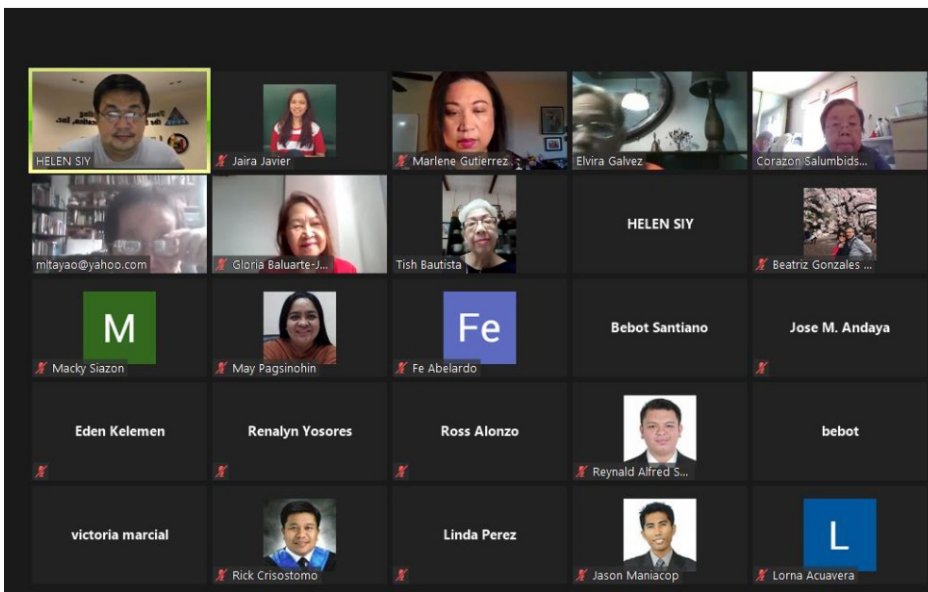 HELEN SIY
Jaira Javier
Marlene Gutierrez
Elvira Galvez
Corazon Salumbids...
mltayao@yahoo.com
Gloria Baluarte-J...
Tish Bautista
HELEN SIY
Beatriz Gonzales ...
M
Macky Siazon
May Pagsinohin
Fe
Fe Abelardo
Bebot Santiano
Jose M. Andaya
Eden Kelemen
Renalyn Yosores
Ross Alonzo
Reynald Alfred S...
bebot
victoria marcial
Rick Crisostomo
Linda Perez
Jason Maniacop
L
Lorna Acuavera